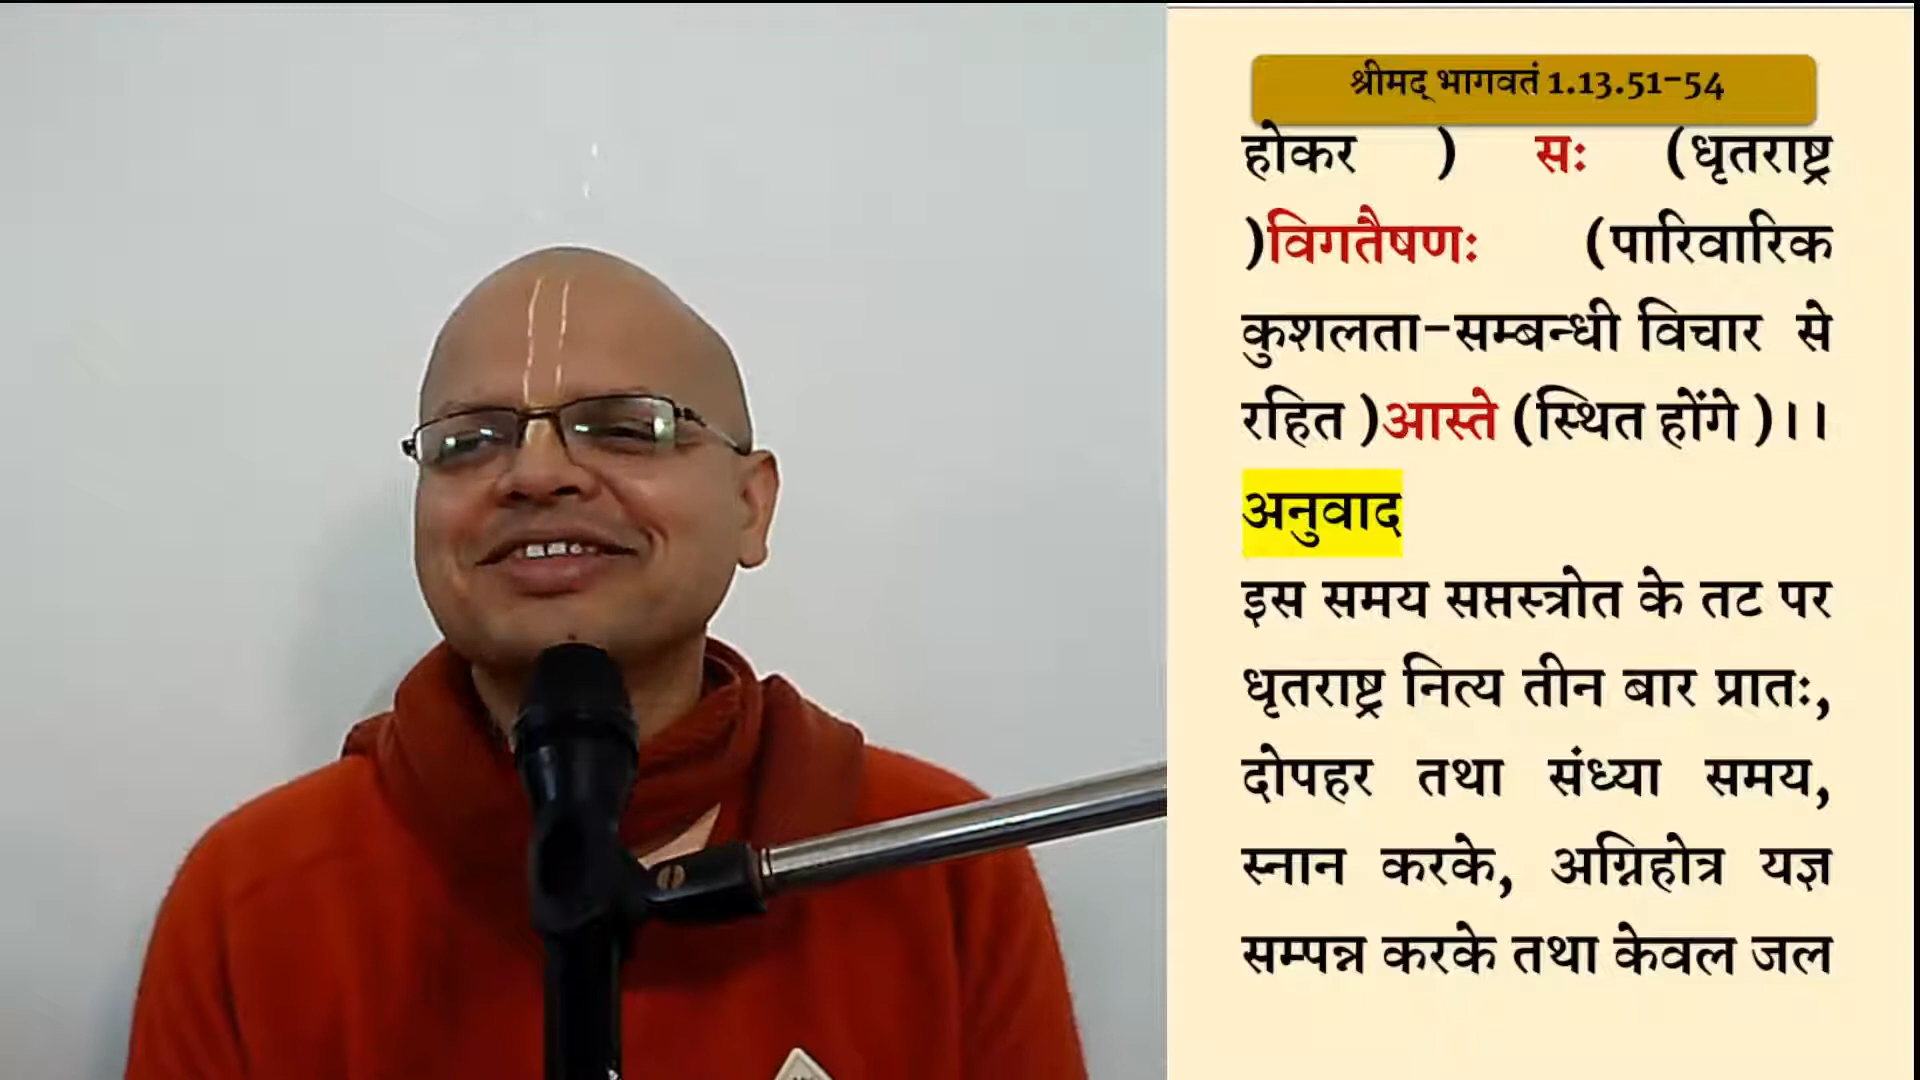 श्रीमद् भागवतं 1.13.51-54
होकर ) सः (धृतराष्ट्र
)विगतैषणः (पारिवारिक
कुशलता-सम्बन्धी विचार से
रहित )आस्ते (स्थित होंगे )।।
अनुवाद
इस समय सप्तस्त्रोत के तट पर
धृतराष्ट्र नित्य तीन बार प्रातः,
दोपहर तथा संध्या समय,
स्नान करके, अग्निहोत्र यज्ञ
सम्पन्न करके तथा केवल जल